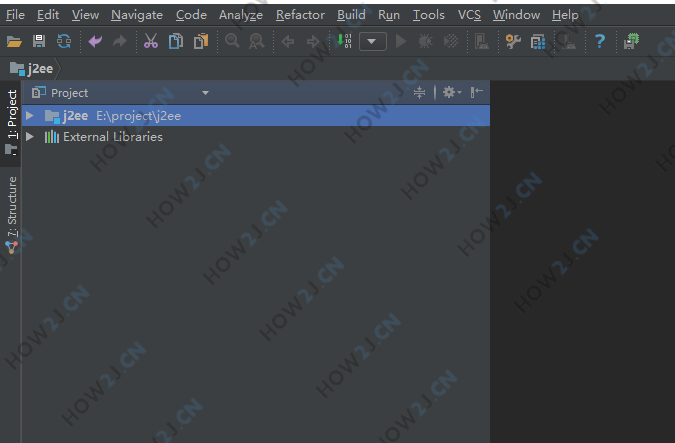 File Edit View Navigate Code Analyze Refactor Build Run Tools VCS Window Help
j2ee
1: Project
Project
j2ee E:\project\j2ee
External Libraries
7: Structure
HOW2J.CN
HOW2J.CN
HOW2J.CN
HOW2J.CN
HOW2J.CN
HOW2J.CN
HOW2J.CN
HOW2J.CN
HOW2J.CN
HOW2J.CN
HOW2J.CN
HOW2J.CN
HOW2J.CN